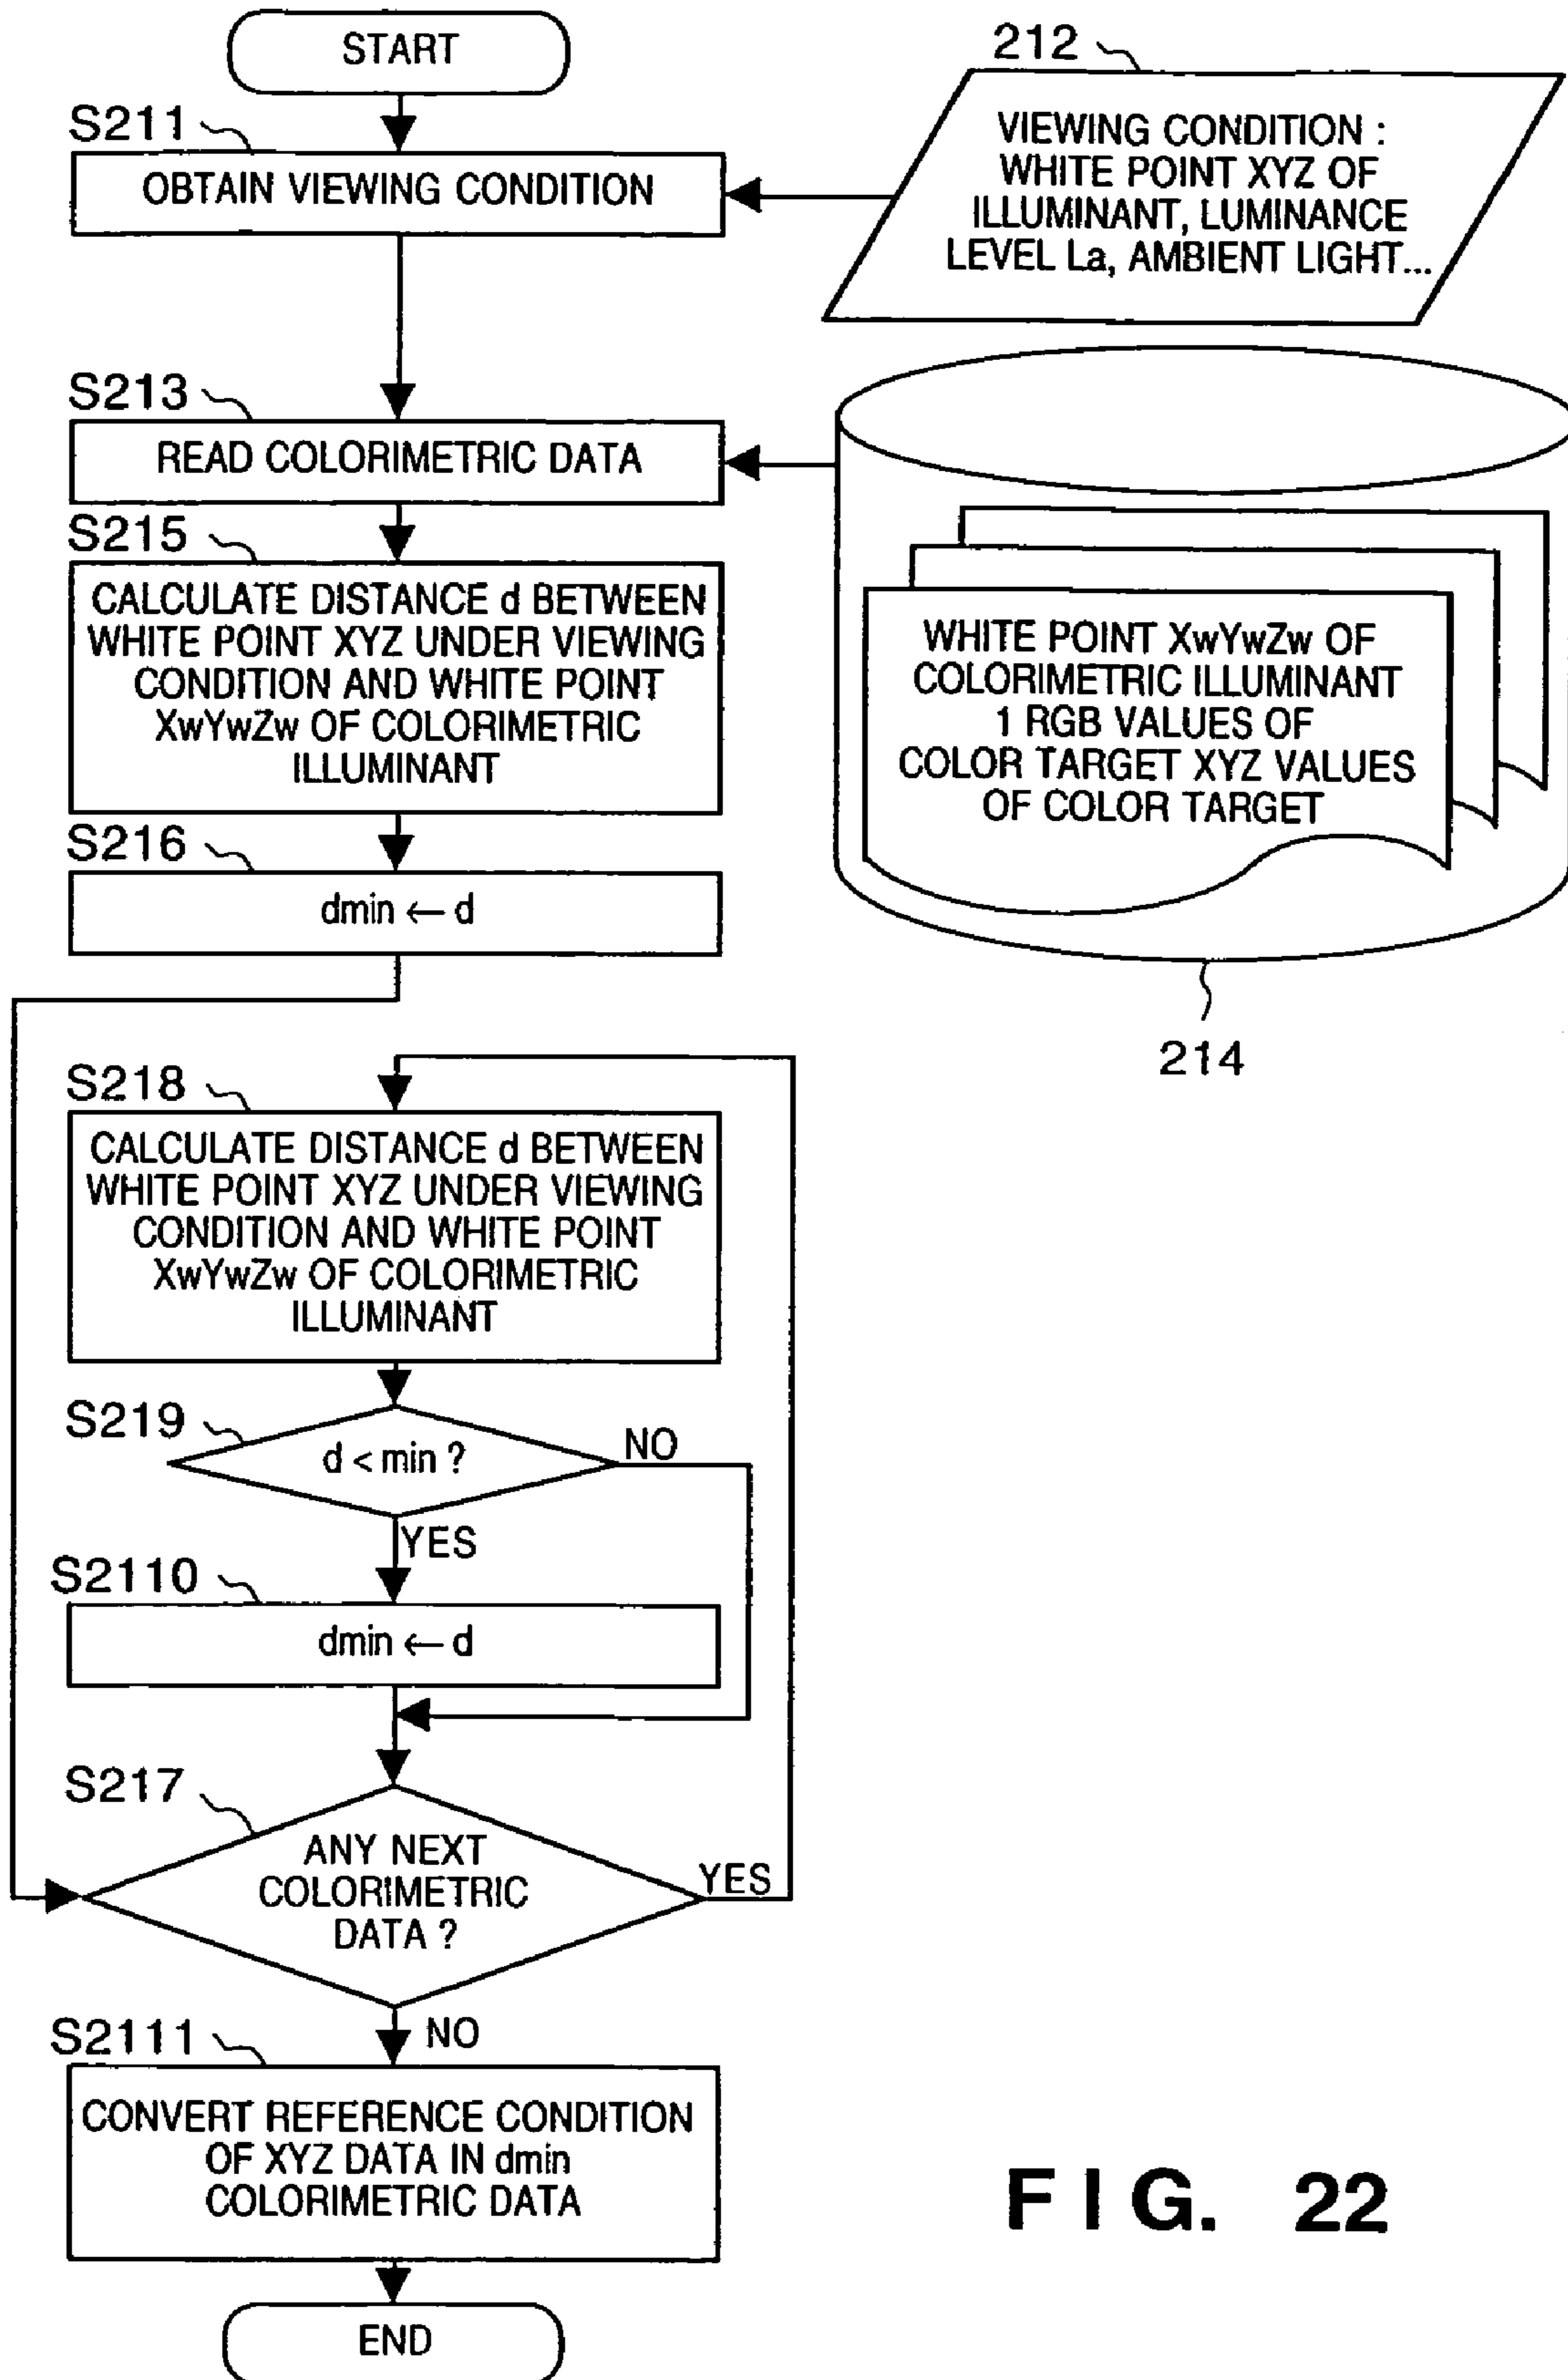 START
212
VIEWING CONDITION :
WHITE POINT XYZ OF
ILLUMINANT, LUMINANCE
LEVEL La, AMBIENT LIGHT...
S211
OBTAIN VIEWING CONDITION
S213
READ COLORIMETRIC DATA
S215
CALCULATE DISTANCE d BETWEEN
WHITE POINT XYZ UNDER VIEWING
CONDITION AND WHITE POINT
XwYwZw OF COLORIMETRIC
ILLUMINANT
WHITE POINT XwYwZw OF
COLORIMETRIC ILLUMINANT
1 RGB VALUES OF
COLOR TARGET XYZ VALUES
OF COLOR TARGET
S216
dmin ← d
214
S218
CALCULATE DISTANCE d BETWEEN
WHITE POINT XYZ UNDER VIEWING
CONDITION AND WHITE POINT
XwYwZw OF COLORIMETRIC
ILLUMINANT
S219
d < min ?
NO
YES
S2110
dmin ← d
S217
ANY NEXT
COLORIMETRIC
DATA ?
YES
NO
S2111
CONVERT REFERENCE CONDITION
OF XYZ DATA IN dmin
COLORIMETRIC DATA
END
FIG. 22